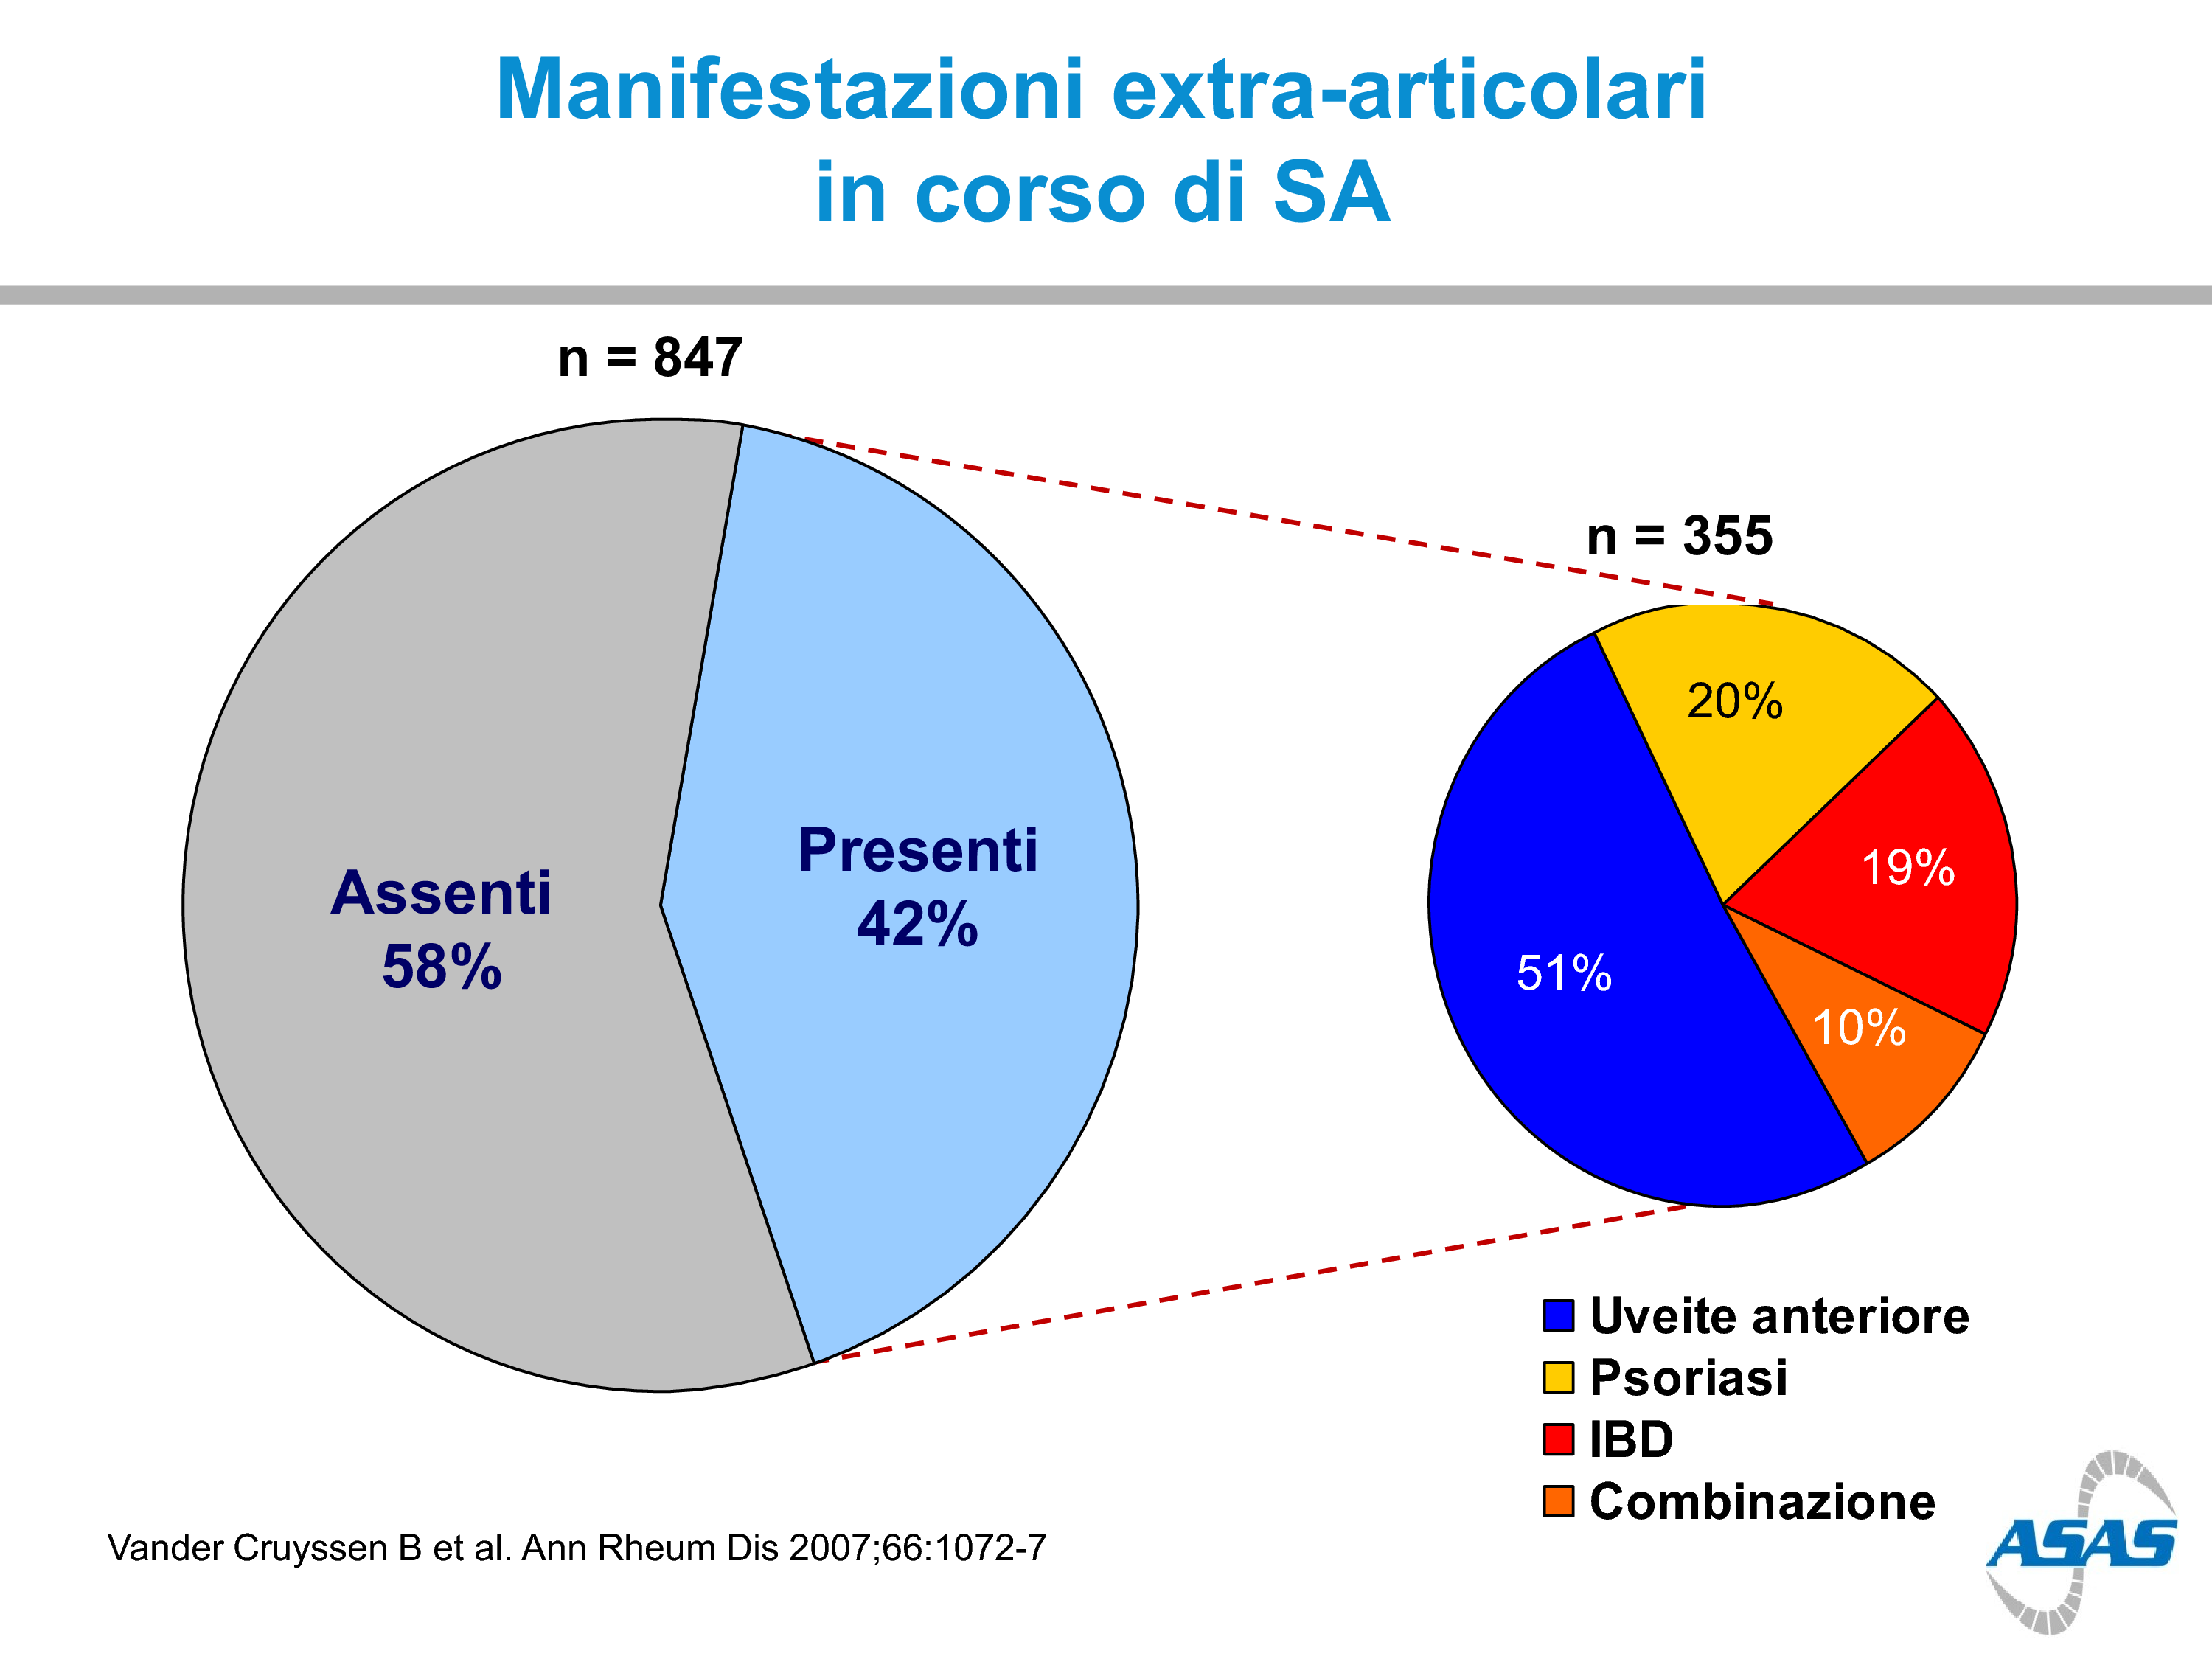 Manifestazioni extra-articolari
in corso di SA
n = 847
n = 355
Assenti
58%
Presenti
42%
20%
19%
51%
10%
Uveite anteriore
Psoriasi
IBD
Combinazione
Vander Cruyssen B et al. Ann Rheum Dis 2007;66:1072-7
ASAS